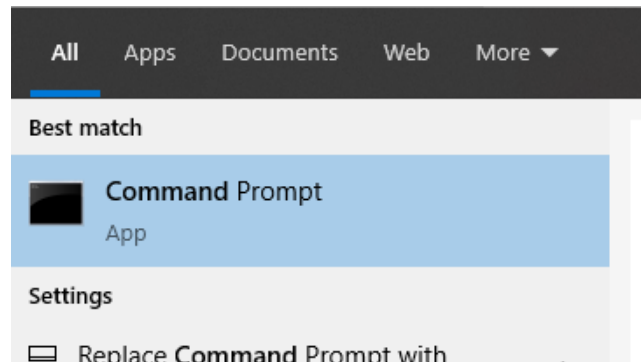 All Apps Documents Web More
Best match
Command Prompt
App
Settings
Replace Command Prompt with